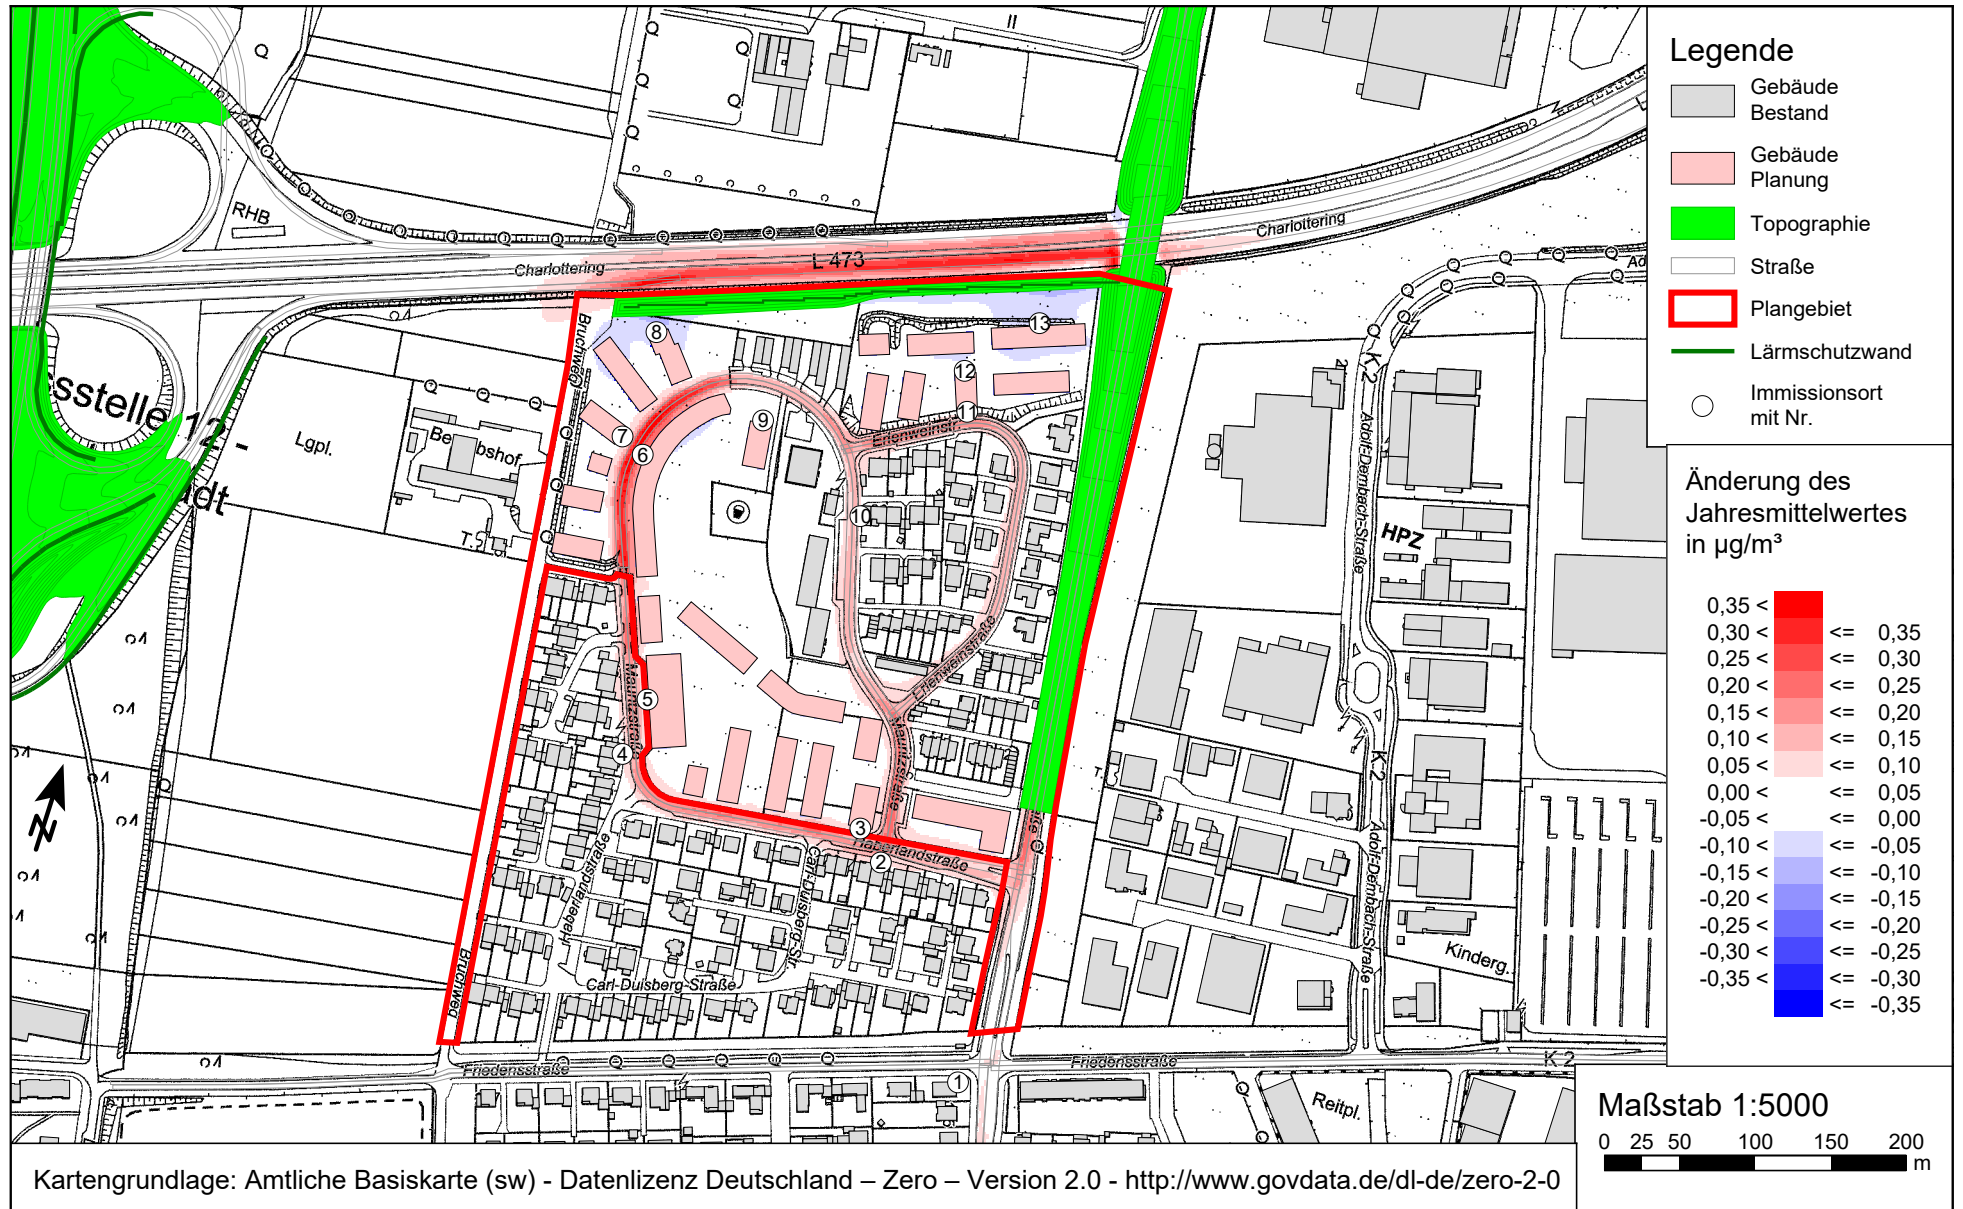 Legende
Gebäude
Bestand
Gebäude
Planung
Topographie
Straße
Plangebiet
Lärmschutzwand
Immissionsort
mit Nr.
Änderung des
Jahresmittelwertes
in µg/m³
0,35 <
0,30 < <= 0,35
0,25 < <= 0,30
0,20 < <= 0,25
0,15 < <= 0,20
0,10 < <= 0,15
0,05 < <= 0,10
0,00 < <= 0,05
-0,05 < <= 0,00
-0,10 < <= -0,05
-0,15 < <= -0,10
-0,20 < <= -0,15
-0,25 < <= -0,20
-0,30 < <= -0,25
-0,35 < <= -0,30
<= -0,35
Maßstab 1:5000
0 25 50 100 150 200
m
II
RHB
Charlottering
L 473
Charlottering
Bruchweg
8
13
12
11
9
7
6
10
5
4
3
2
1
Erlenweinstr.
Lgpl.
T.S
HPZ
K 2
Adolf-Dembach-Straße
Erlenweinstraße
Mauritzstraße
Mauritzstraße
Haberlandstraße
Haberlandstraße
Carl-Duisberg-Str.
Carl-Duisberg-Straße
K 2
Adolf-Dembach-Straße
Kinderg.
Bruchweg
Friedensstraße
Friedensstraße
K 2
Reitpl.
N
Kartengrundlage: Amtliche Basiskarte (sw) - Datenlizenz Deutschland – Zero – Version 2.0 - http://www.govdata.de/dl-de/zero-2-0